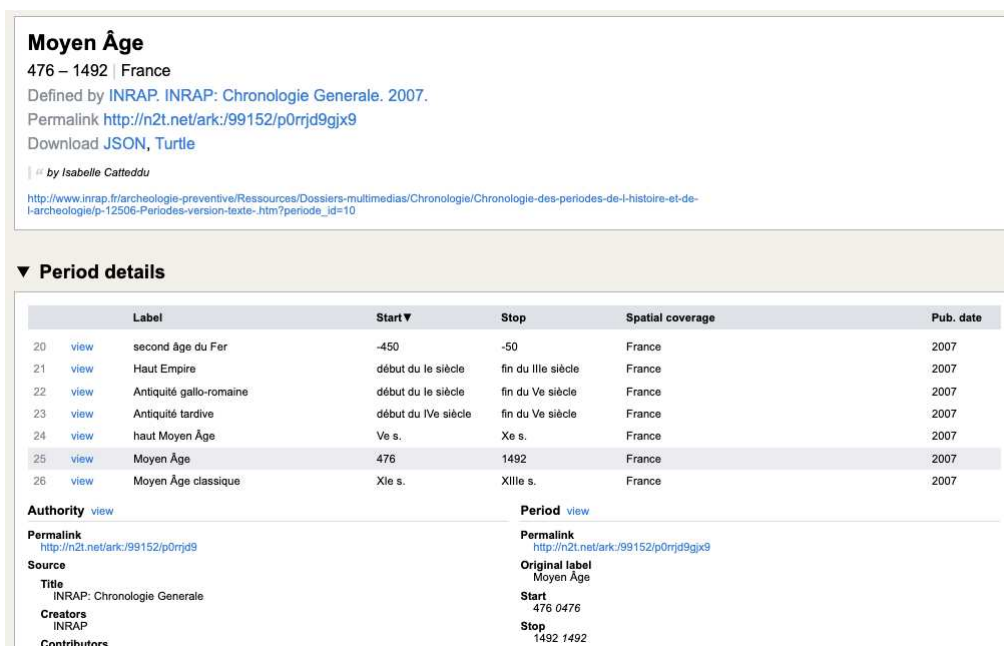 Moyen Âge
476 – 1492 | France
Defined by INRAP. INRAP: Chronologie Generale. 2007.
Permalink http://n2t.net/ark:/99152/p0rrjd9gjx9
Download JSON, Turtle
“ by Isabelle Catteddu
http://www.inrap.fr/archeologie-preventive/Ressources/Dossiers-multimedias/Chronologie/Chronologie-des-periodes-de-l-histoire-et-de-
l-archeologie/p-12506-Periodes-version-texte-.htm?periode_id=10
▼ Period details
Label Start▼ Stop Spatial coverage Pub. date
20 view second âge du Fer -450 -50 France 2007
21 view Haut Empire début du Ie siècle fin du IIIe siècle France 2007
22 view Antiquité gallo-romaine début du Ie siècle fin du Ve siècle France 2007
23 view Antiquité tardive début du IVe siècle fin du Ve siècle France 2007
24 view haut Moyen Âge Ve s. Xe s. France 2007
25 view Moyen Âge 476 1492 France 2007
26 view Moyen Âge classique XIe s. XIIIe s. France 2007
Authority view
Permalink
http://n2t.net/ark:/99152/p0rrjd9
Source
Title
INRAP: Chronologie Generale
Creators
INRAP
Contributors
Period view
Permalink
http://n2t.net/ark:/99152/p0rrjd9gjx9
Original label
Moyen Âge
Start
476 0476
Stop
1492 1492